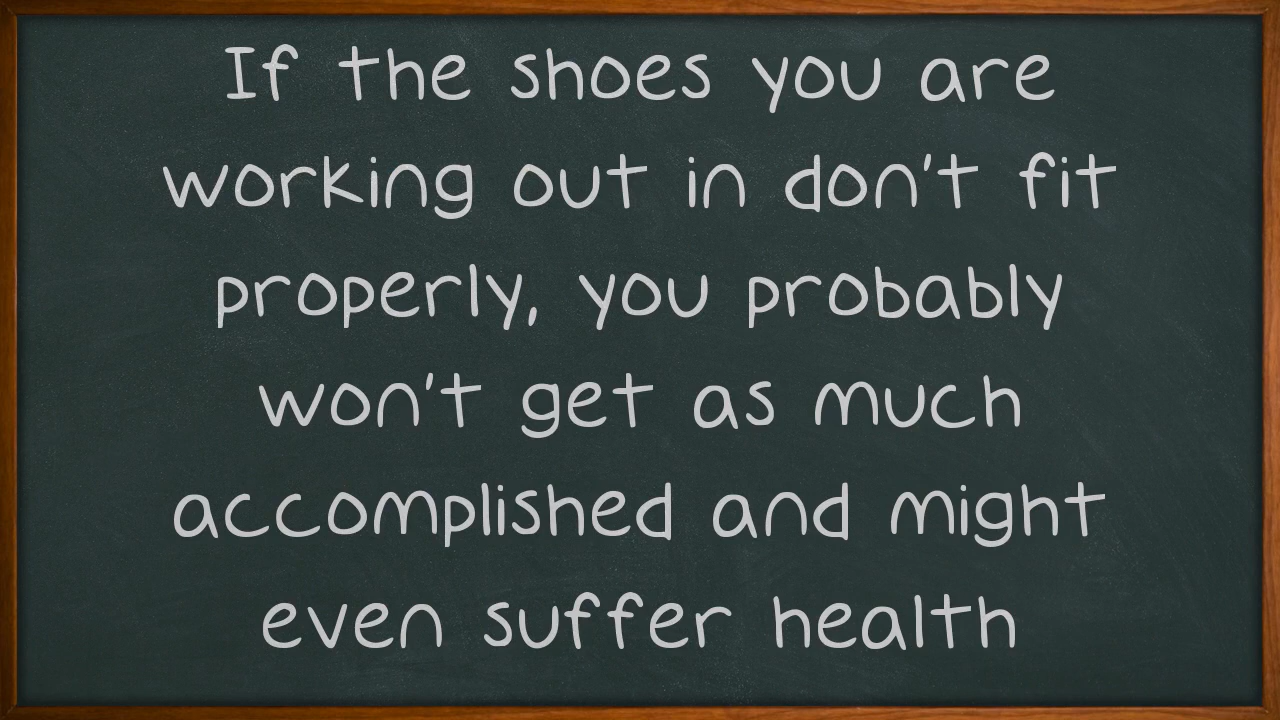 If the shoes you are
working out in don't fit
properly, you probably
won't get as much
accomplished and might
even suffer health